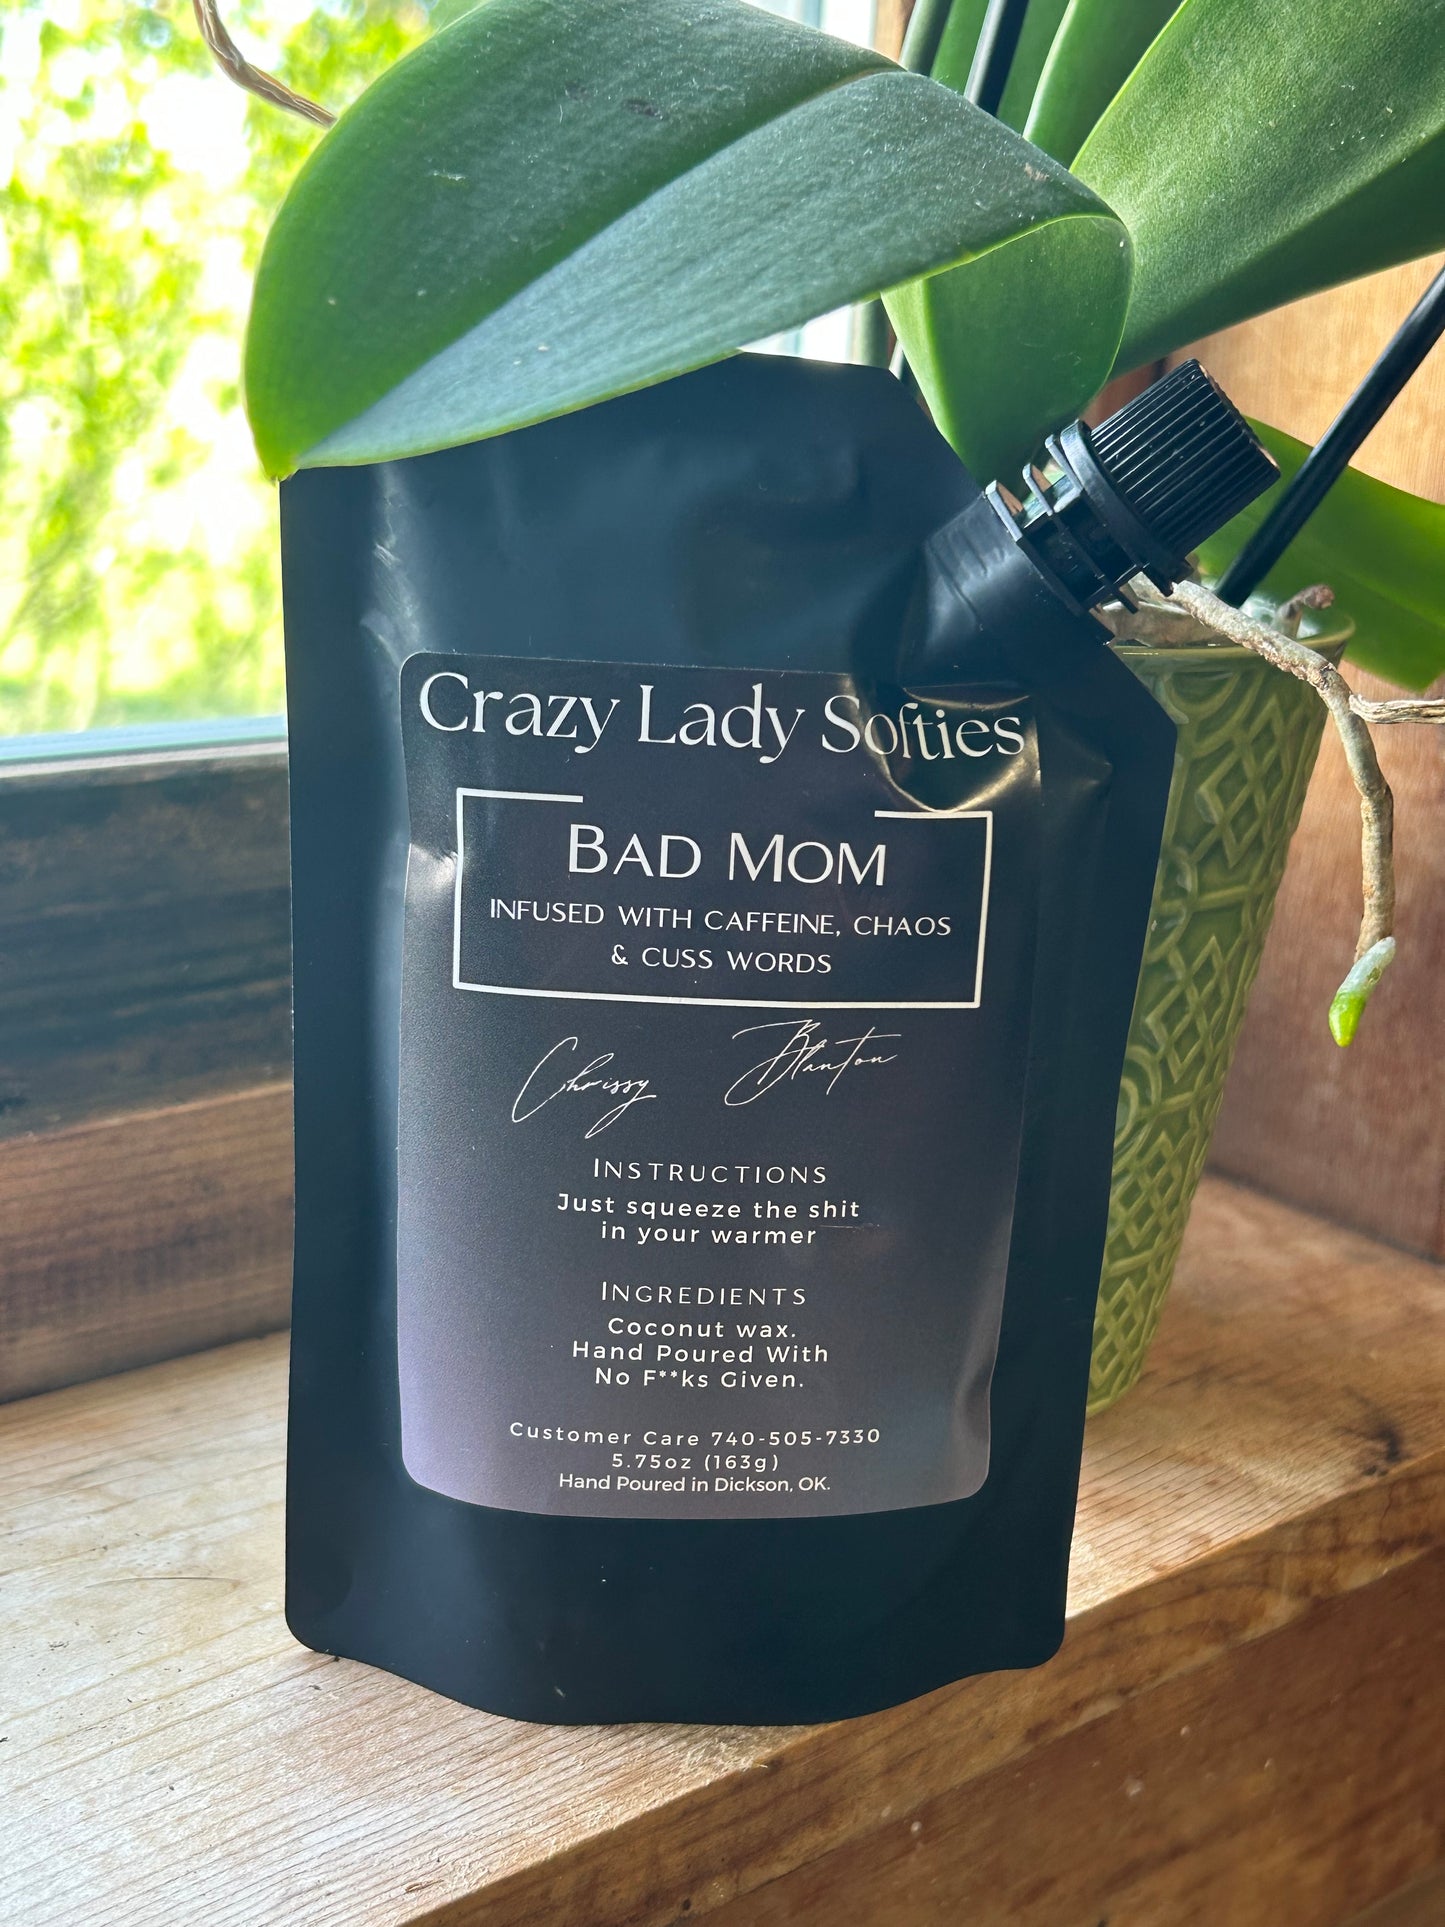 Crazy Lady Softies
BAD MOM
INFUSED WITH CAFFEINE, CHAOS
& CUSS WORDS
Chrissy Blanton
INSTRUCTIONS
Just squeeze the shit
in your warmer
INGREDIENTS
Coconut wax.
Hand Poured With
No F**ks Given.
Customer Care 740-505-7330
5.75oz (163g)
Hand Poured in Dickson, OK.